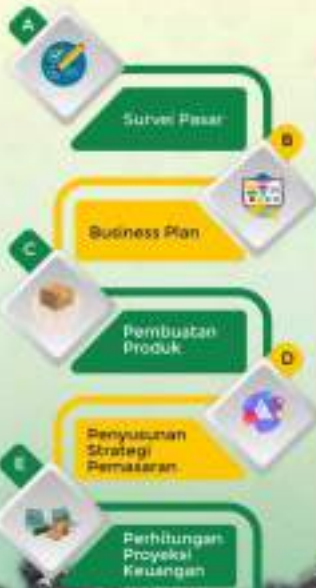 A
Survei Pasar
B
Business Plan
C
Pembuatan
Produk
D
Penyusunan
Strategi
Pemasaran
E
Perhitungan
Proyeksi
Keuangan